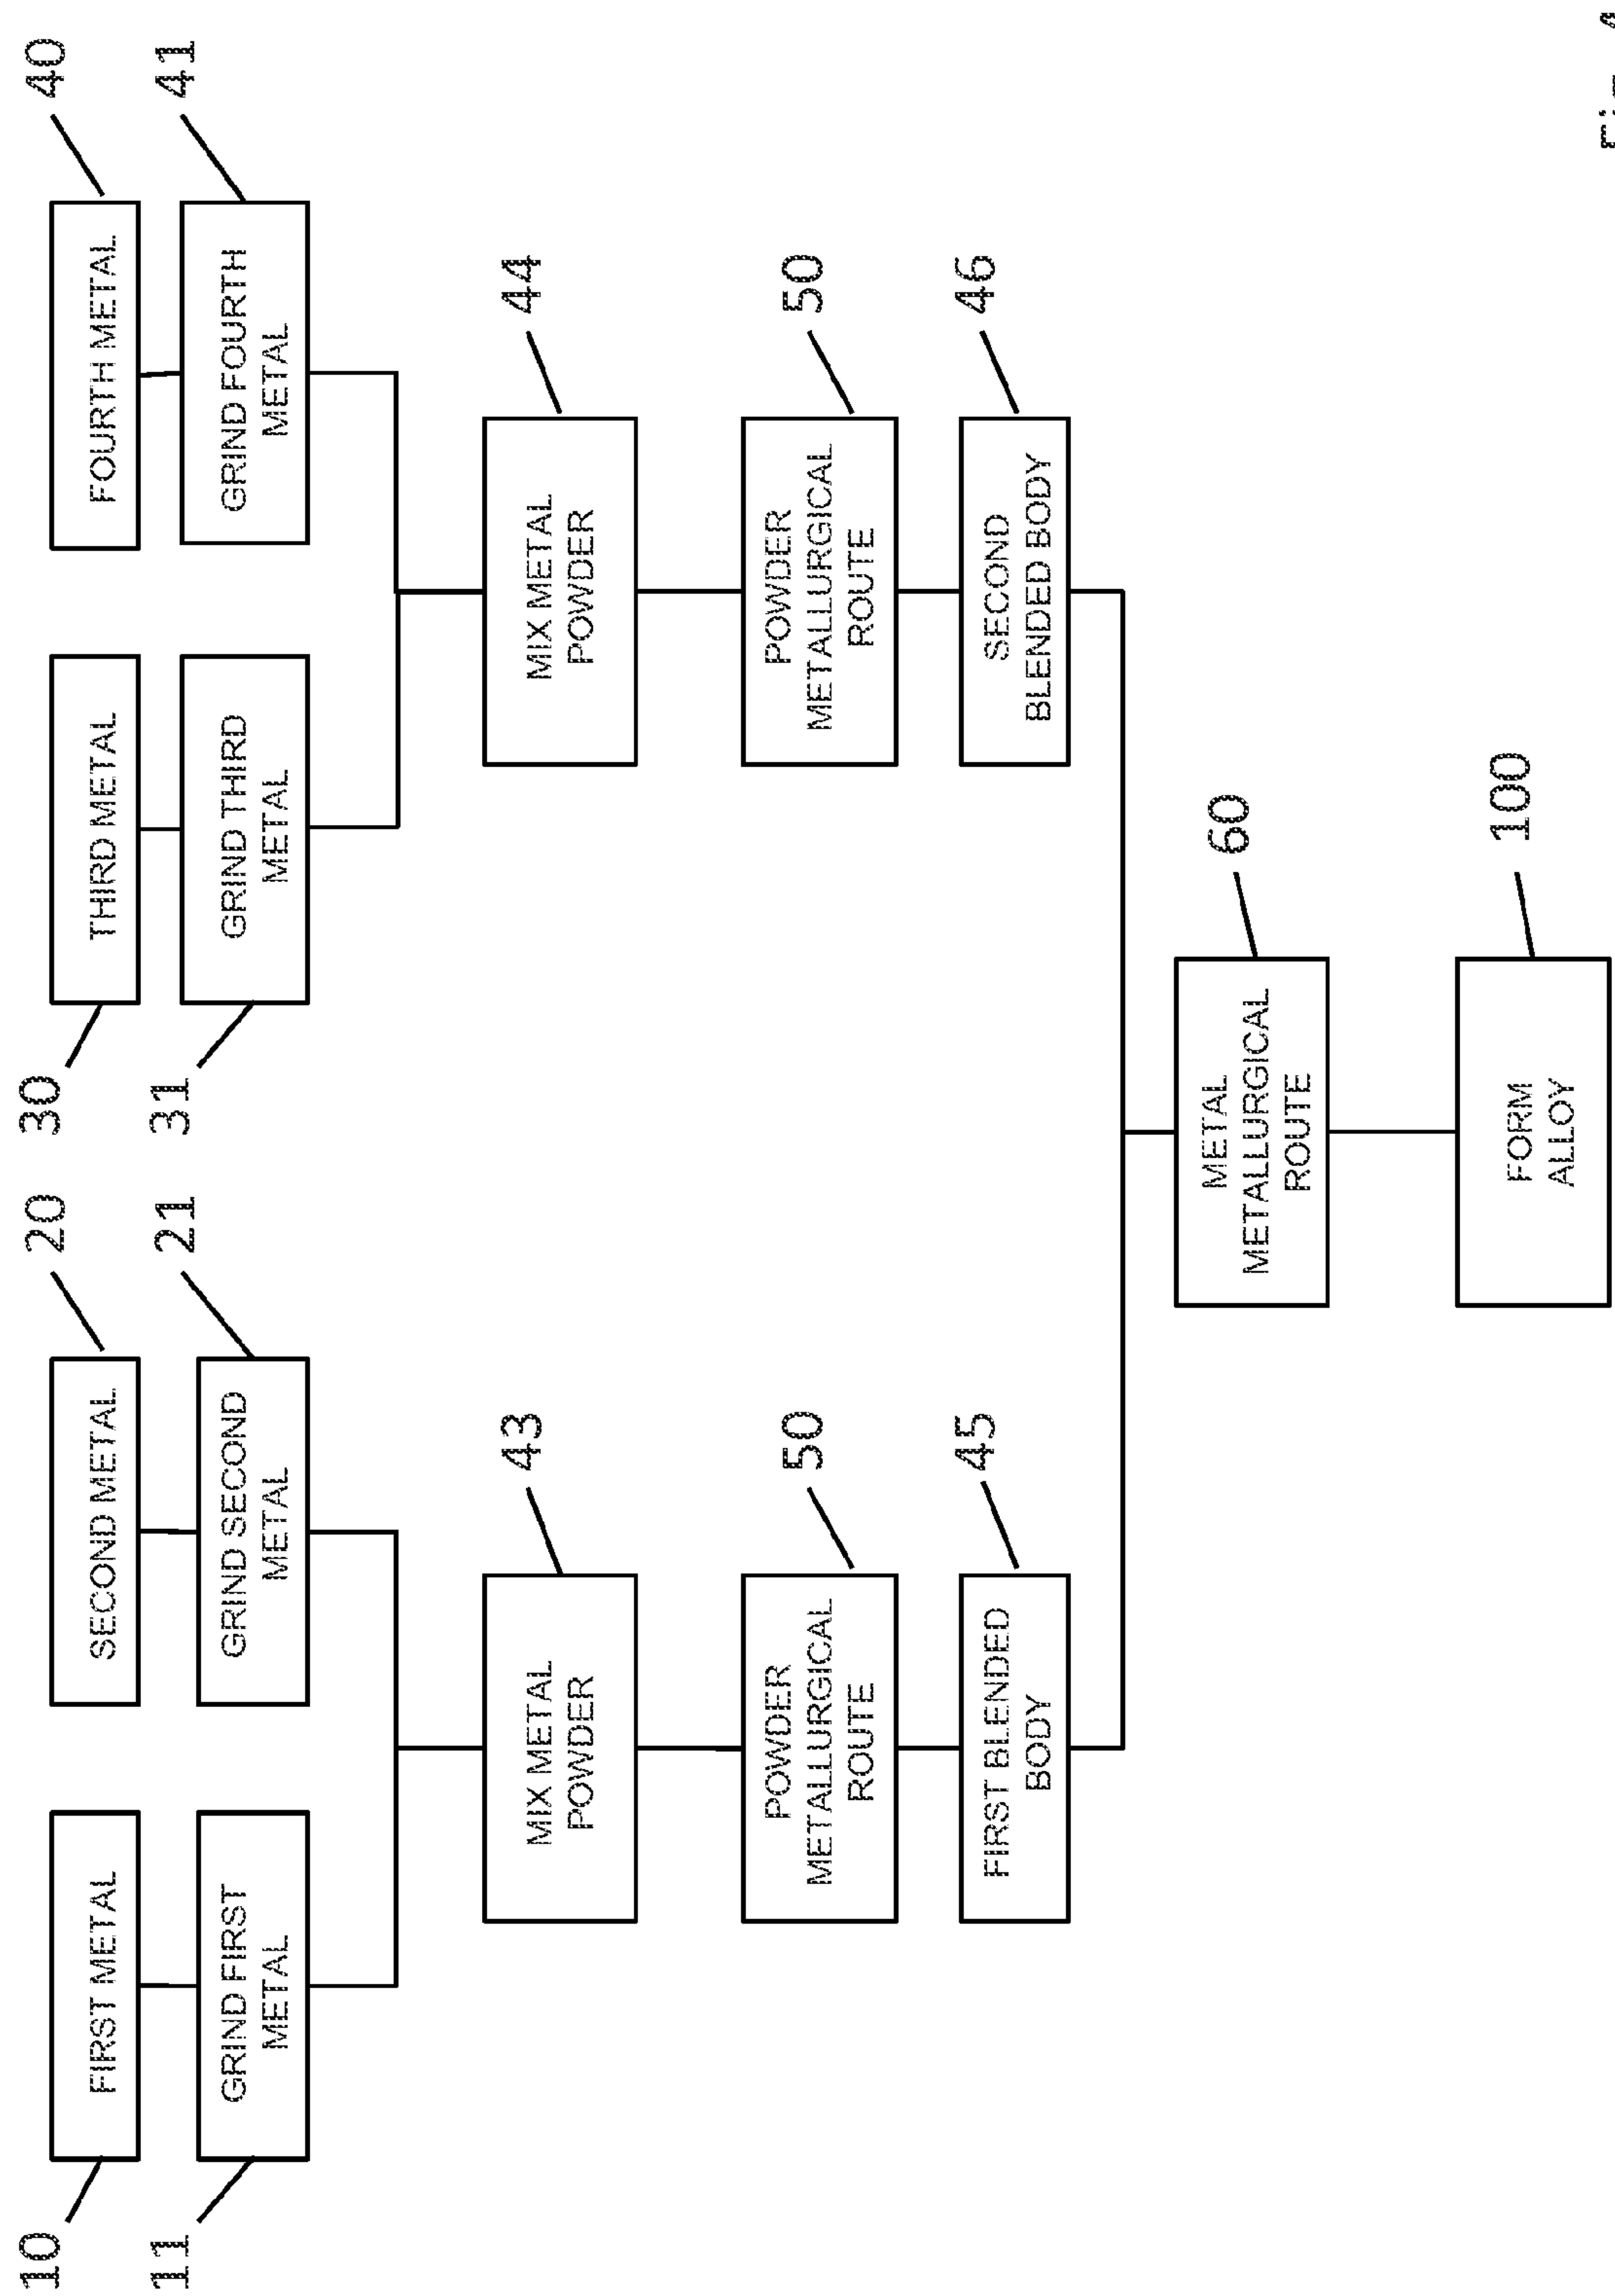 10
FIRST METAL
SECOND METAL
20
30
THIRD METAL
FOURTH METAL
40
11
GRIND FIRST
METAL
GRIND SECOND
METAL
21
31
GRIND THIRD
METAL
GRIND FOURTH
METAL
41
MIX METAL
POWDER
43
MIX METAL
POWDER
44
POWDER
METALLURGICAL
ROUTE
50
POWDER
METALLURGICAL
ROUTE
50
FIRST BLENDED
BODY
45
SECOND
BLENDED BODY
46
METAL
METALLURGICAL
ROUTE
60
FORM
ALLOY
100